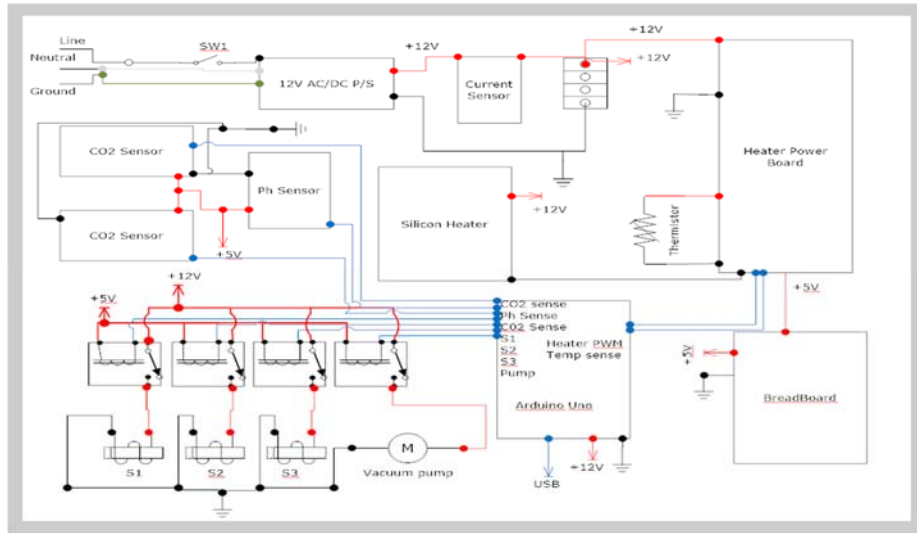 Line
SW1
Neutral
Ground
12V AC/DC P/S
+12V
Current
Sensor
+12V
+12V
Heater Power
Board
CO2 Sensor
Ph Sensor
CO2 Sensor
+5V
Silicon Heater
+12V
Thermistor
+12V
+5V
+5V
CO2 sense
Ph Sense
C02 Sense
S1
S2
S3
Pump
Heater PWM
Temp sense
Arduino Uno
+5V
BreadBoard
S1
S2
S3
M
Vacuum pump
USB
+12V